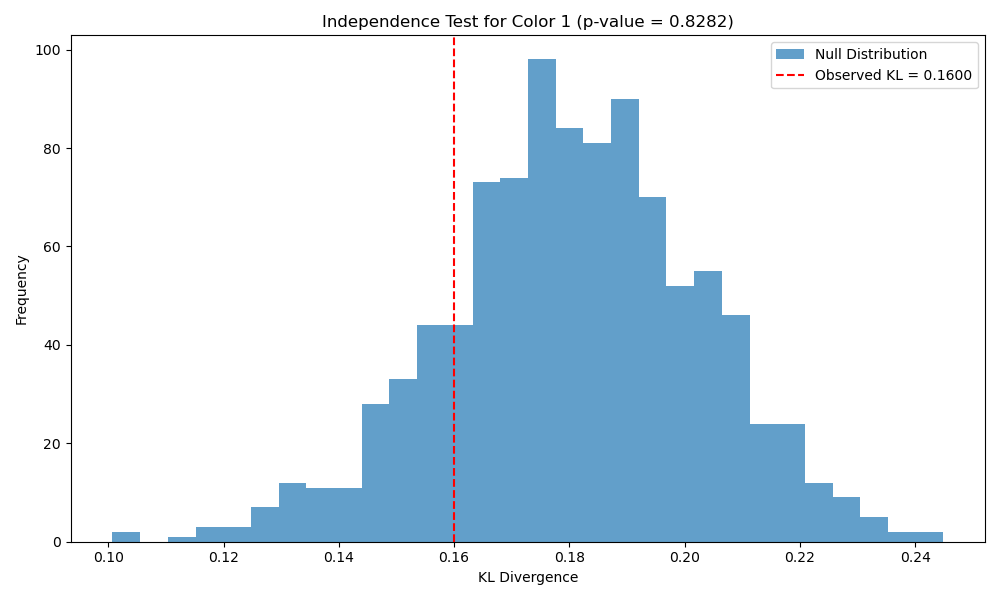 Independence Test for Color 1 (p-value = 0.8282)
Null Distribution
Observed KL = 0.1600
Frequency
100
80
60
40
20
0
0.10 0.12 0.14 0.16 0.18 0.20 0.22 0.24
KL Divergence